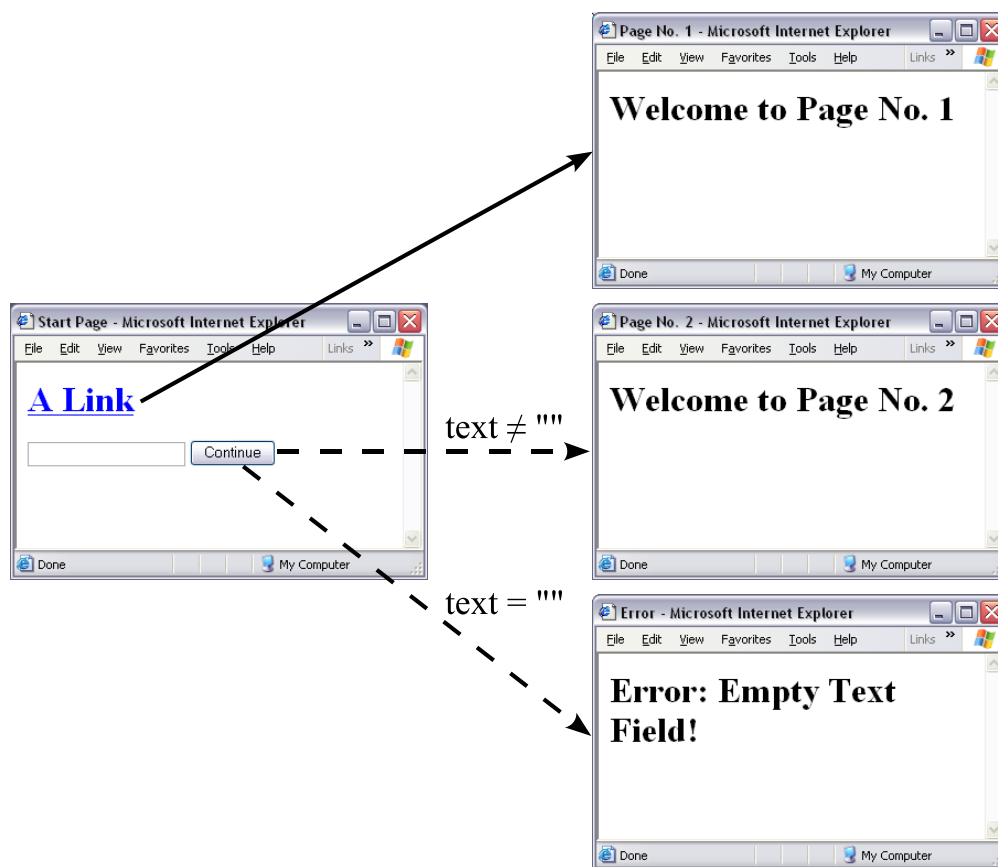 Page No. 1 - Microsoft Internet Explorer
File Edit View Favorites Tools Help Links »
Welcome to Page No. 1
Done My Computer
Start Page - Microsoft Internet Explorer
File Edit View Favorites Tools Help Links »
A Link
Continue
Done My Computer
text ≠ ""
text = ""
Page No. 2 - Microsoft Internet Explorer
File Edit View Favorites Tools Help Links »
Welcome to Page No. 2
Done My Computer
Error - Microsoft Internet Explorer
File Edit View Favorites Tools Help Links »
Error: Empty Text
Field!
Done My Computer